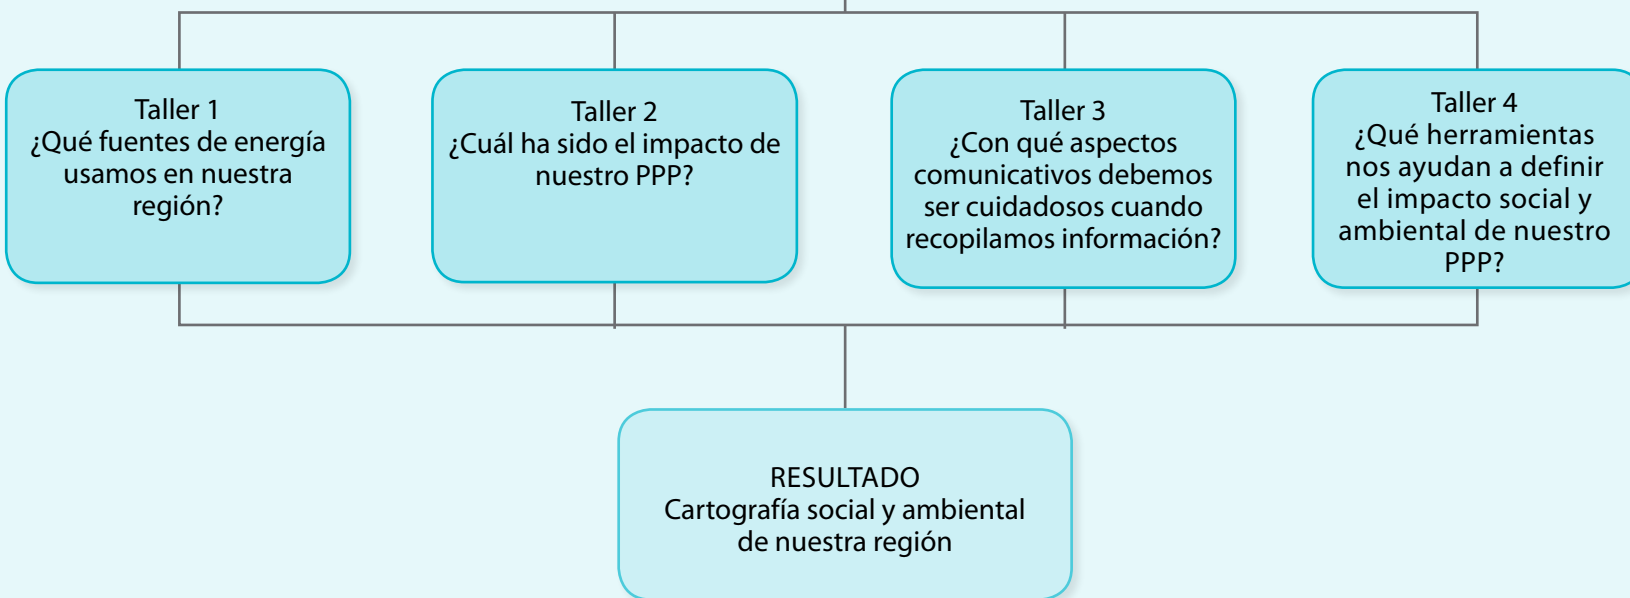 Taller 1
¿Qué fuentes de energía
usamos en nuestra
región?
Taller 2
¿Cuál ha sido el impacto de
nuestro PPP?
Taller 3
¿Con qué aspectos
comunicativos debemos
ser cuidadosos cuando
recopilamos información?
Taller 4
¿Qué herramientas
nos ayudan a definir
el impacto social y
ambiental de nuestro
PPP?
RESULTADO
Cartografía social y ambiental
de nuestra región